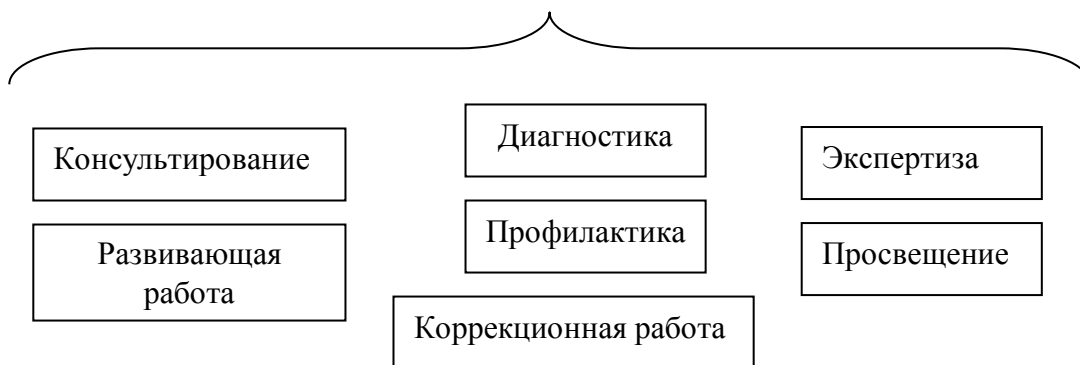 Консультирование
Развивающая
работа
Диагностика
Профилактика
Коррекционная работа
Экспертиза
Просвещение